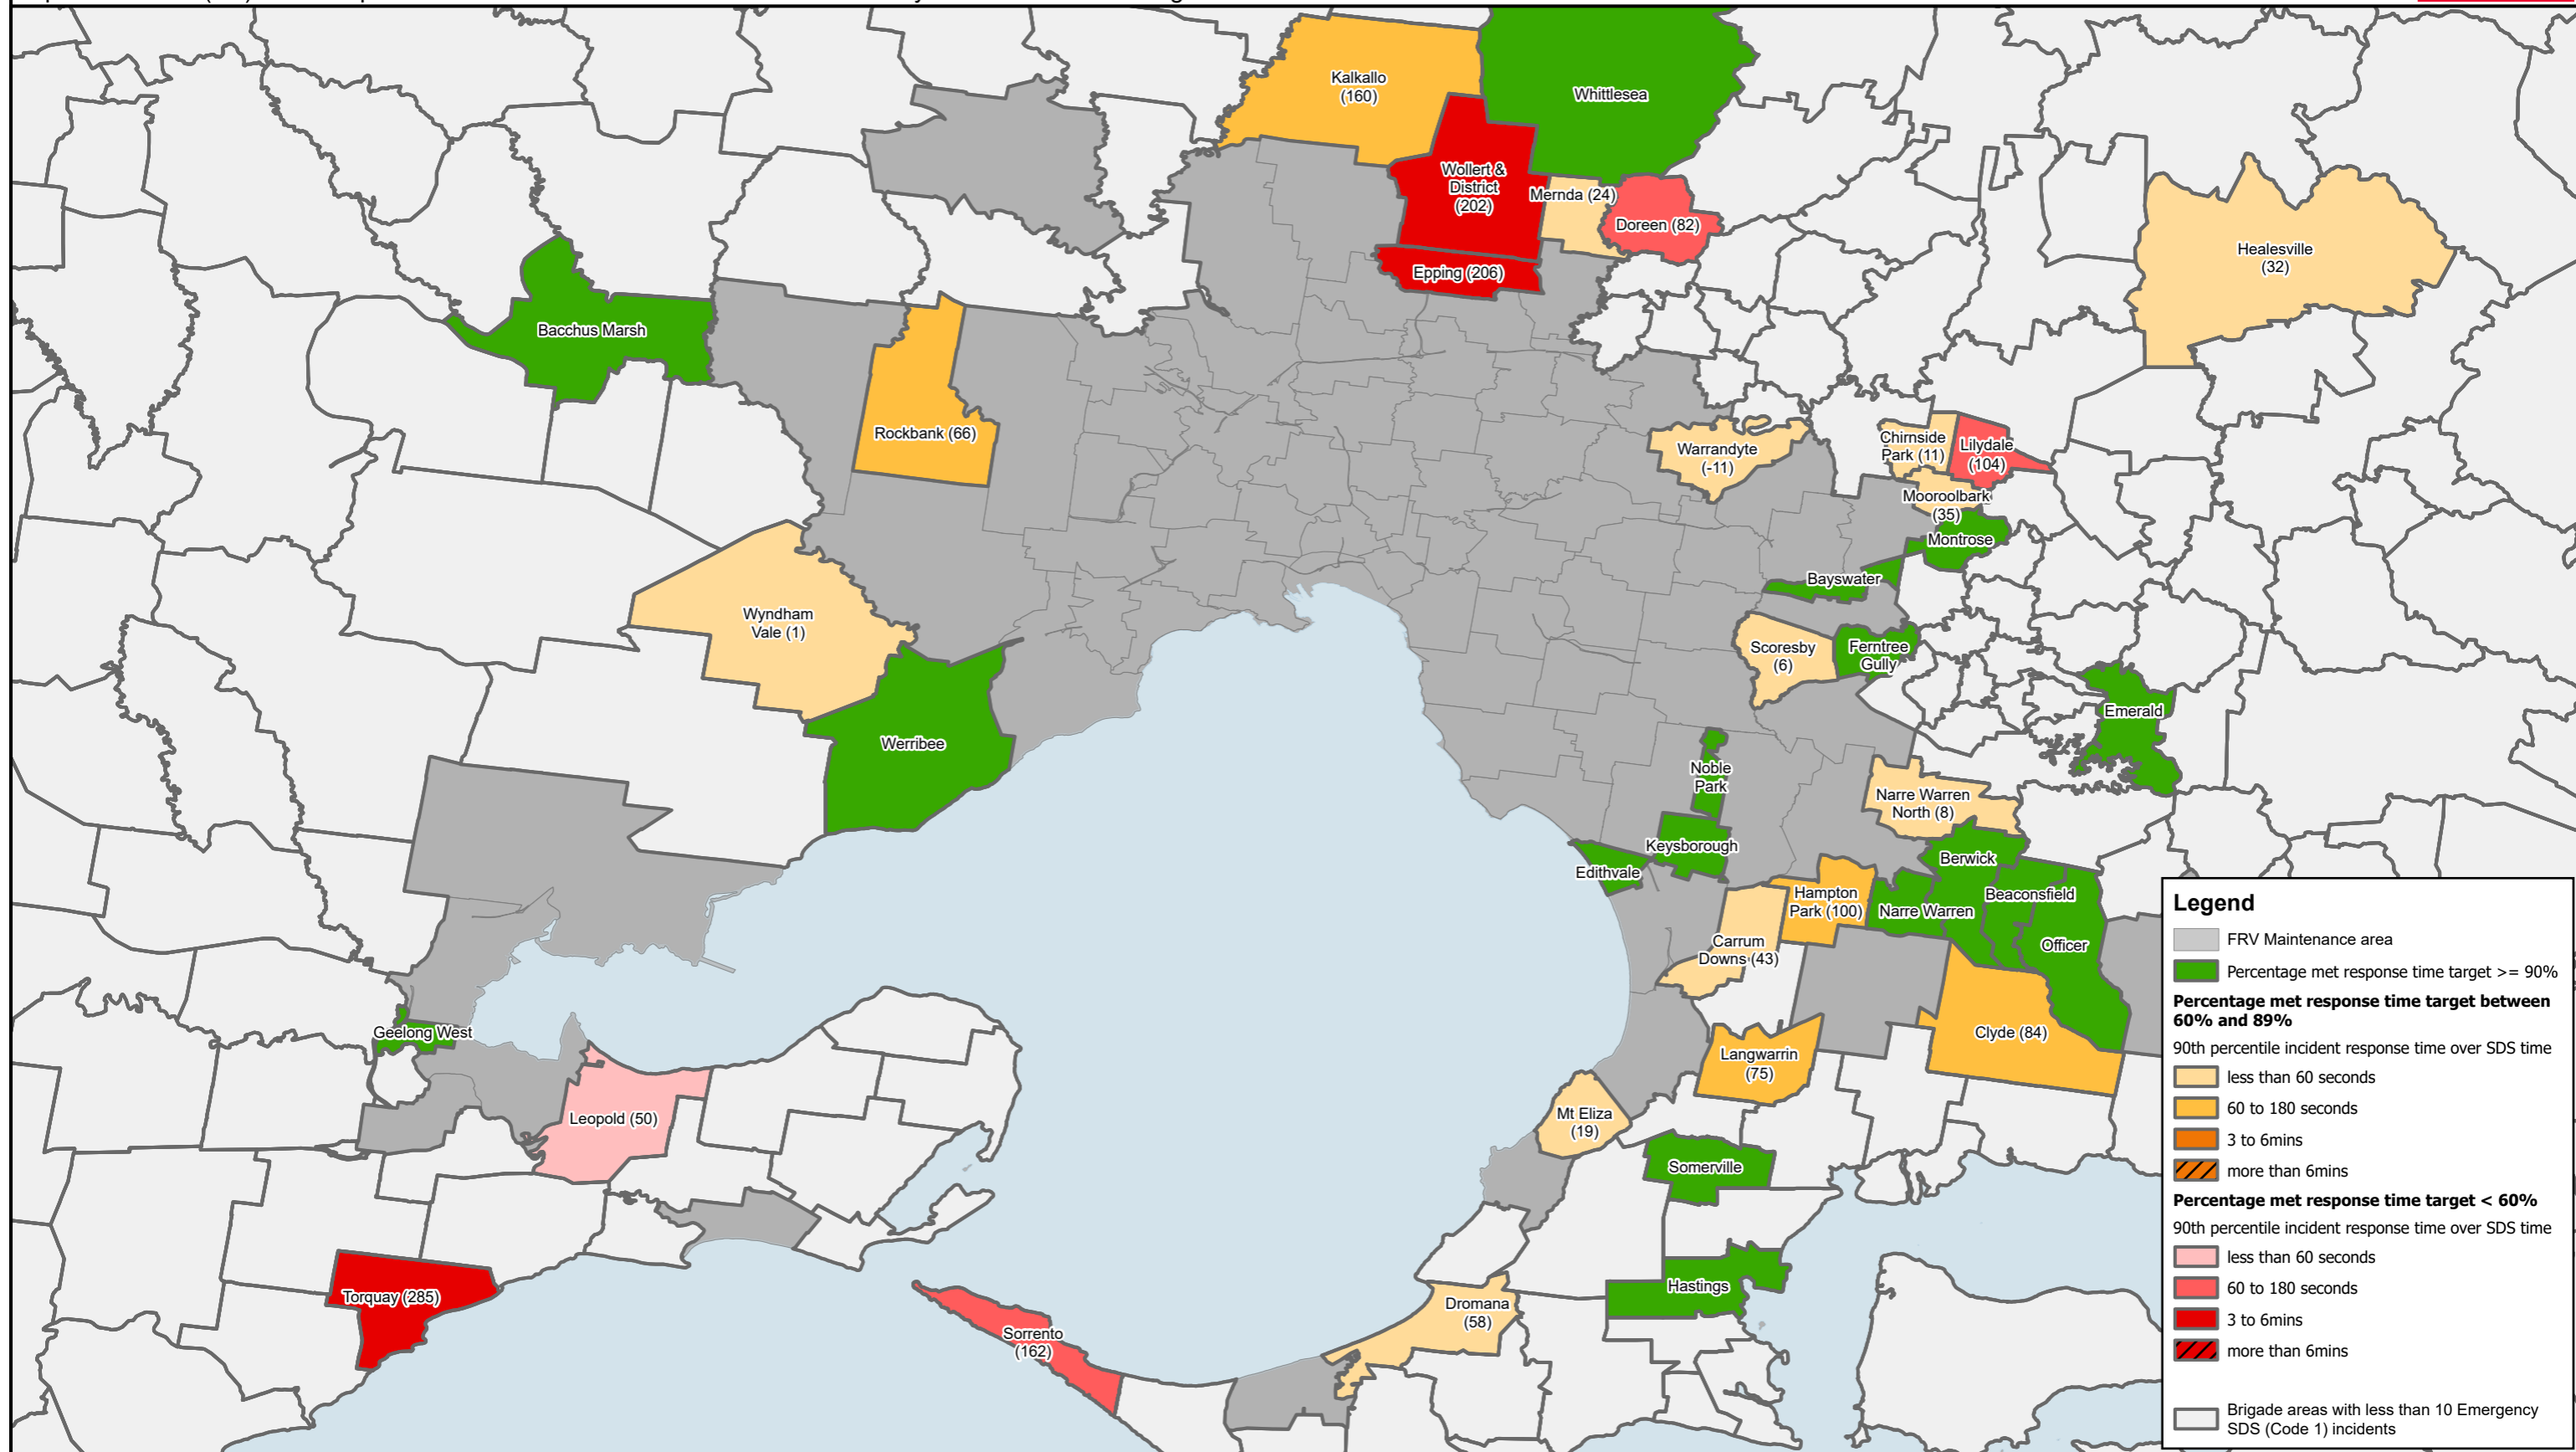 Kalkallo
(160)
Whittlesea
Wollert &
District
(202)
Mernda (24)
Doreen (82)
Healesville
(32)
Epping (206)
Bacchus Marsh
Rockbank (66)
Warrandyte
(-11)
Chirnside
Park (11)
Lilydale
(104)
Mooroolbark
(35)
Montrose
Bayswater
Wyndham
Vale (1)
Scoresby
(6)
Ferntree
Gully
Emerald
Werribee
Noble
Park
Narre Warren
North (8)
Keysborough
Edithvale
Berwick
Beaconsfield
Hampton
Park (100)
Narre Warren
Officer
Carrum
Downs (43)
Clyde (84)
Geelong West
Langwarrin
(75)
Leopold (50)
Mt Eliza
(19)
Somerville
Hastings
Torquay (285)
Dromana
(58)
Sorrento
(162)
Legend
FRV Maintenance area
Percentage met response time target >= 90%
Percentage met response time target between
60% and 89%
90th percentile incident response time over SDS time
less than 60 seconds
60 to 180 seconds
3 to 6mins
more than 6mins
Percentage met response time target < 60%
90th percentile incident response time over SDS time
less than 60 seconds
60 to 180 seconds
3 to 6mins
more than 6mins
Brigade areas with less than 10 Emergency
SDS (Code 1) incidents